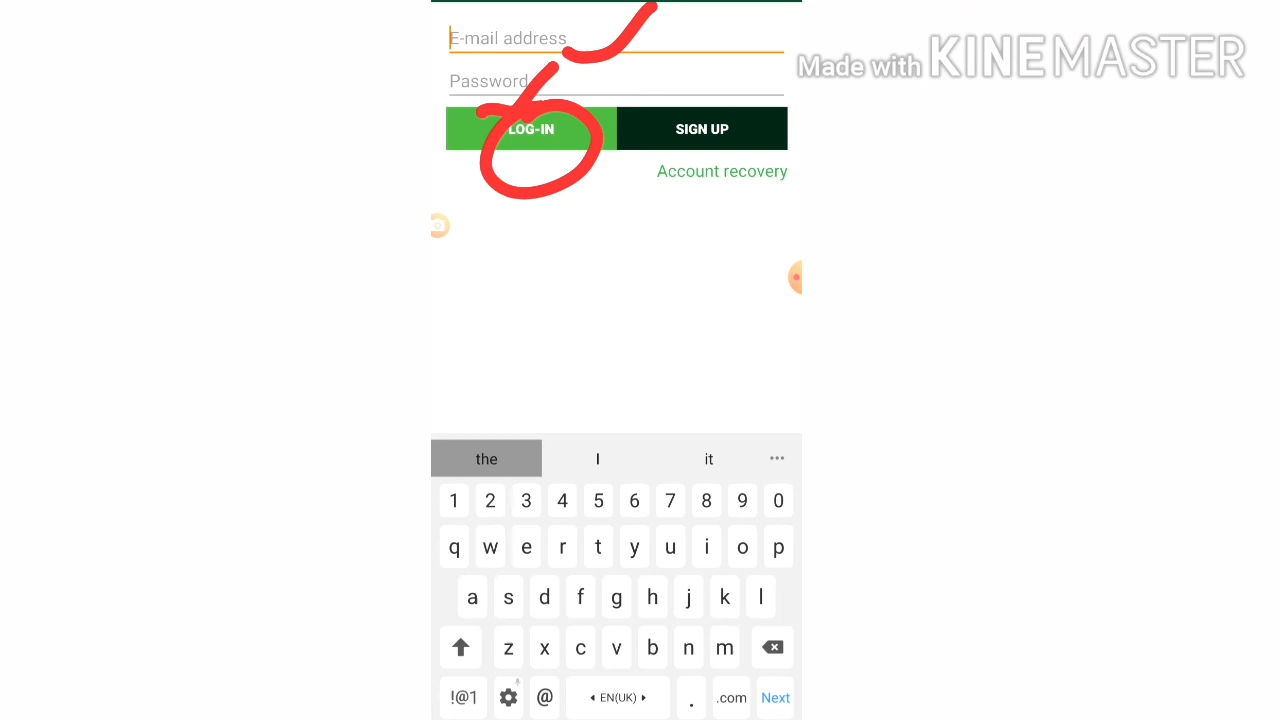 E-mail address
Made with KINEMASTER
Password
LOG-IN SIGN UP
Account recovery
the I it ...
1 2 3 4 5 6 7 8 9 0
q w e r t y u i o p
a s d f g h j k l
z x c v b n m
!@1 @ EN(UK) . .com Next